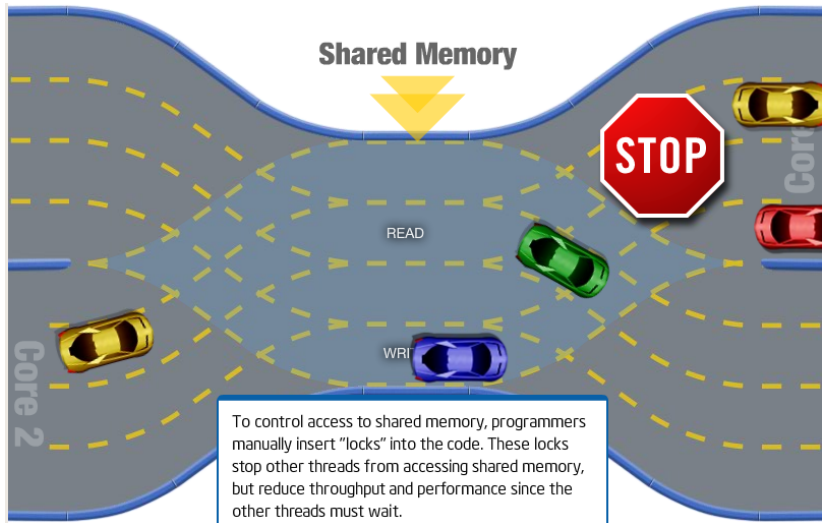 Shared Memory
STOP
Core
READ
WRIT
Core 2
To control access to shared memory, programmers
manually insert "locks" into the code. These locks
stop other threads from accessing shared memory,
but reduce throughput and performance since the
other threads must wait.